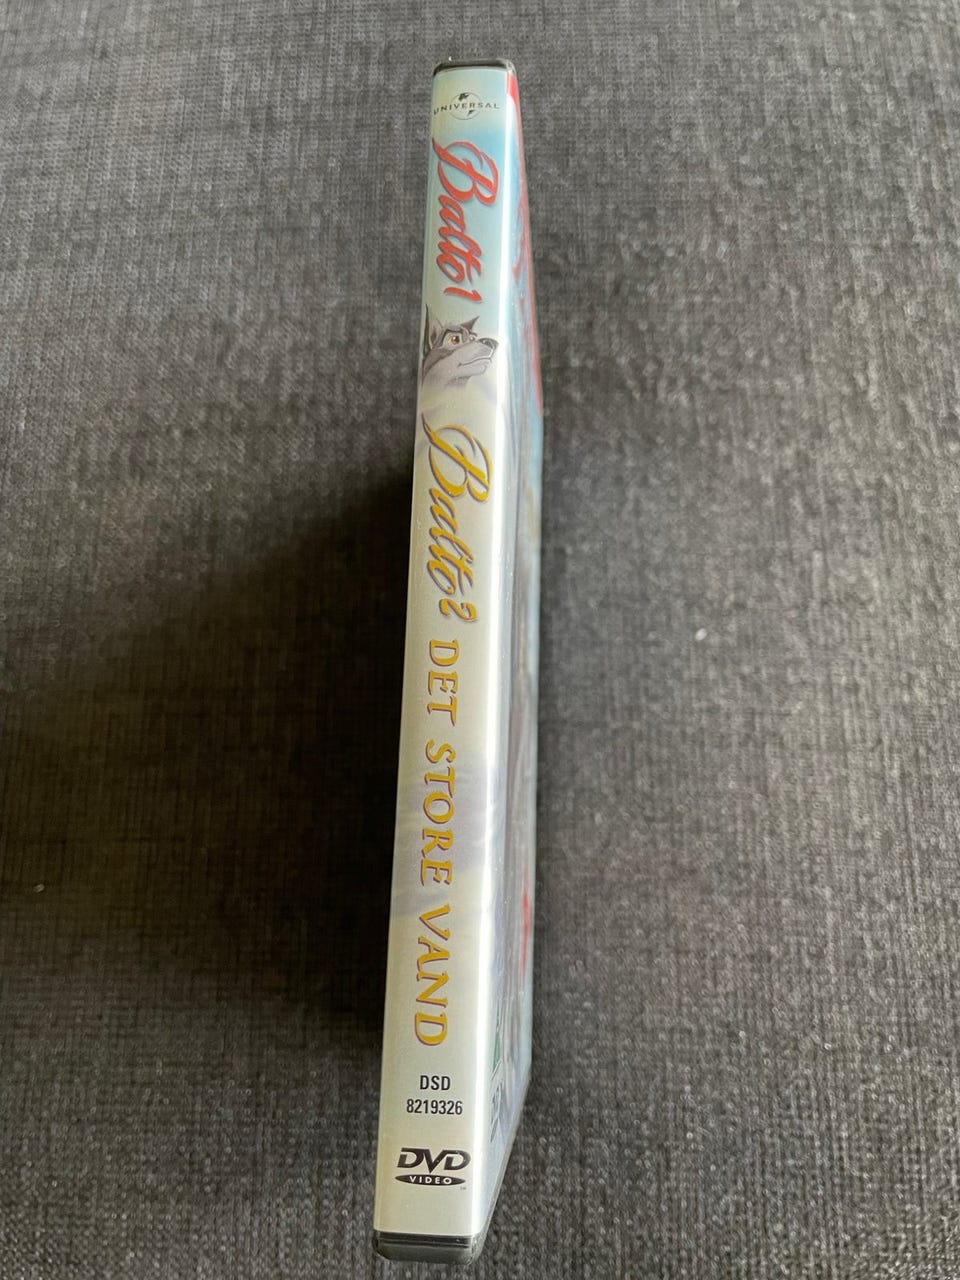 UNIVERSAL
Balto 1
Balto 2
DET STORE VAND
DSD
8219326
DVD
VIDEO